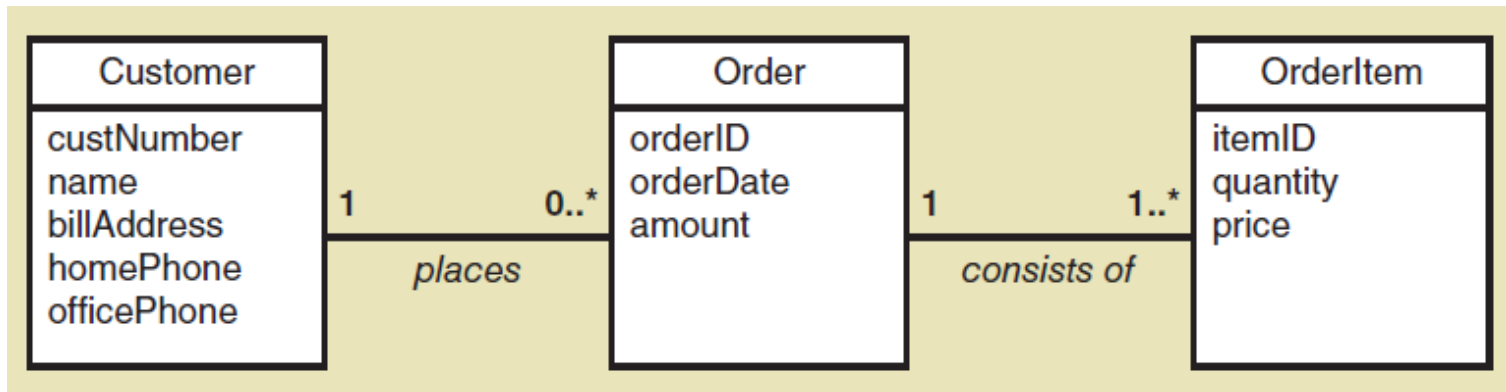 Customer
custNumber
name
billAddress
homePhone
officePhone
1
0..*
places
Order
orderID
orderDate
amount
1
1..*
consists of
OrderItem
itemID
quantity
price